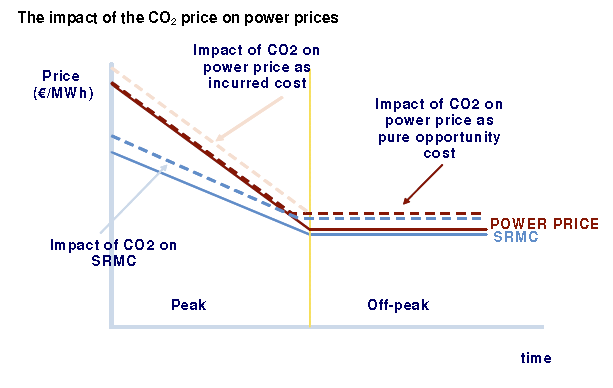 The impact of the CO₂ price on power prices
Impact of CO2 on
power price as
incurred cost
Price
(€/MWh)
Impact of CO2 on
power price as
pure opportunity
cost
POWER PRICE
SRMC
Impact of CO2 on
SRMC
Peak
Off-peak
time